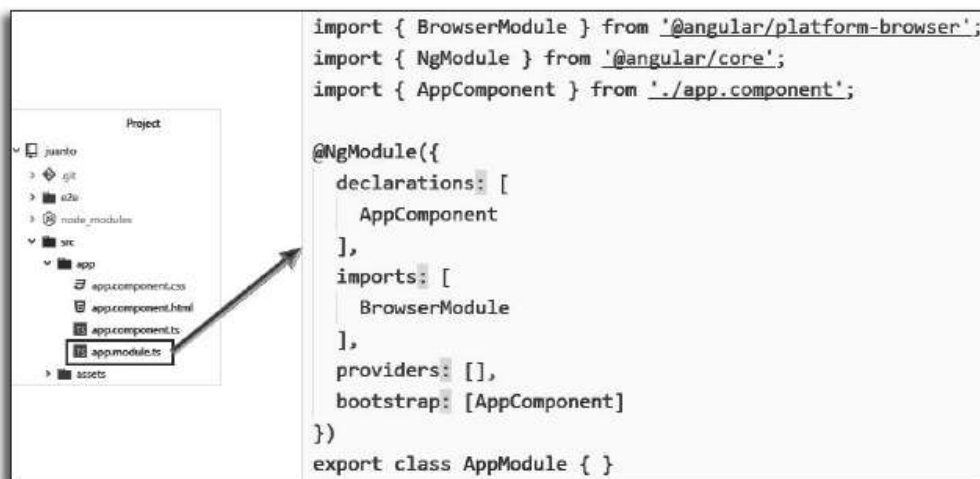 Project
juanto
.git
e2e
node_modules
src
app
app.component.css
app.component.html
app.component.ts
TS app.module.ts
assets
import { BrowserModule } from '@angular/platform-browser';
import { NgModule } from '@angular/core';
import { AppComponent } from './app.component';
@NgModule({
declarations: [
AppComponent
],
imports: [
BrowserModule
],
providers: [],
bootstrap: [AppComponent]
})
export class AppModule { }